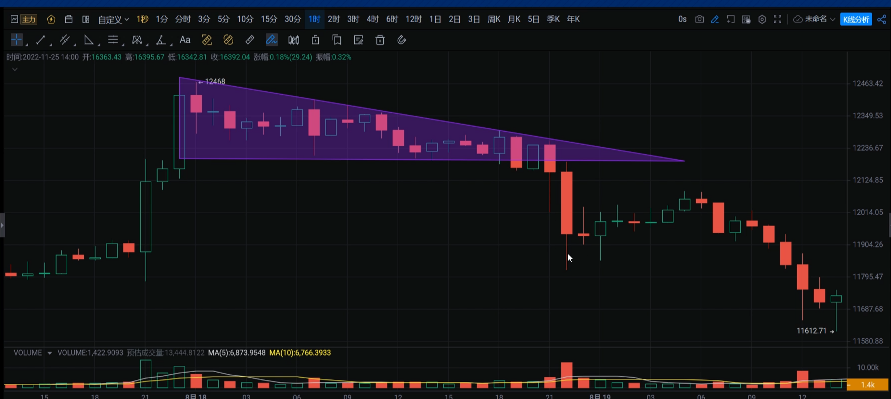 主力 自定义 1秒 1分 分时 3分 5分 10分 15分 30分 1时 2时 3时 4时 6时 12时 1日 2日 3日 周K 月K 5日 季K 年K 0s 未命名 K线分析
Aa
时间:2022-11-25 14:00 开:16363.43 高:16395.67 低:16342.81 收:16392.04 涨幅:0.18%(29.24) 振幅:0.32%
12468
12463.42
12349.53
12236.67
12124.85
12014.05
11904.26
11795.47
11687.68
11612.71
11580.88
VOLUME VOLUME:1,422.9093 预估成交量:13,444.8122 MA(5):6,873.9548 MA(10):6,766.3933
10.00k
1.4k
15 18 21 8月18 03 06 09 12 15 18 21 8月19 03 06 09 12